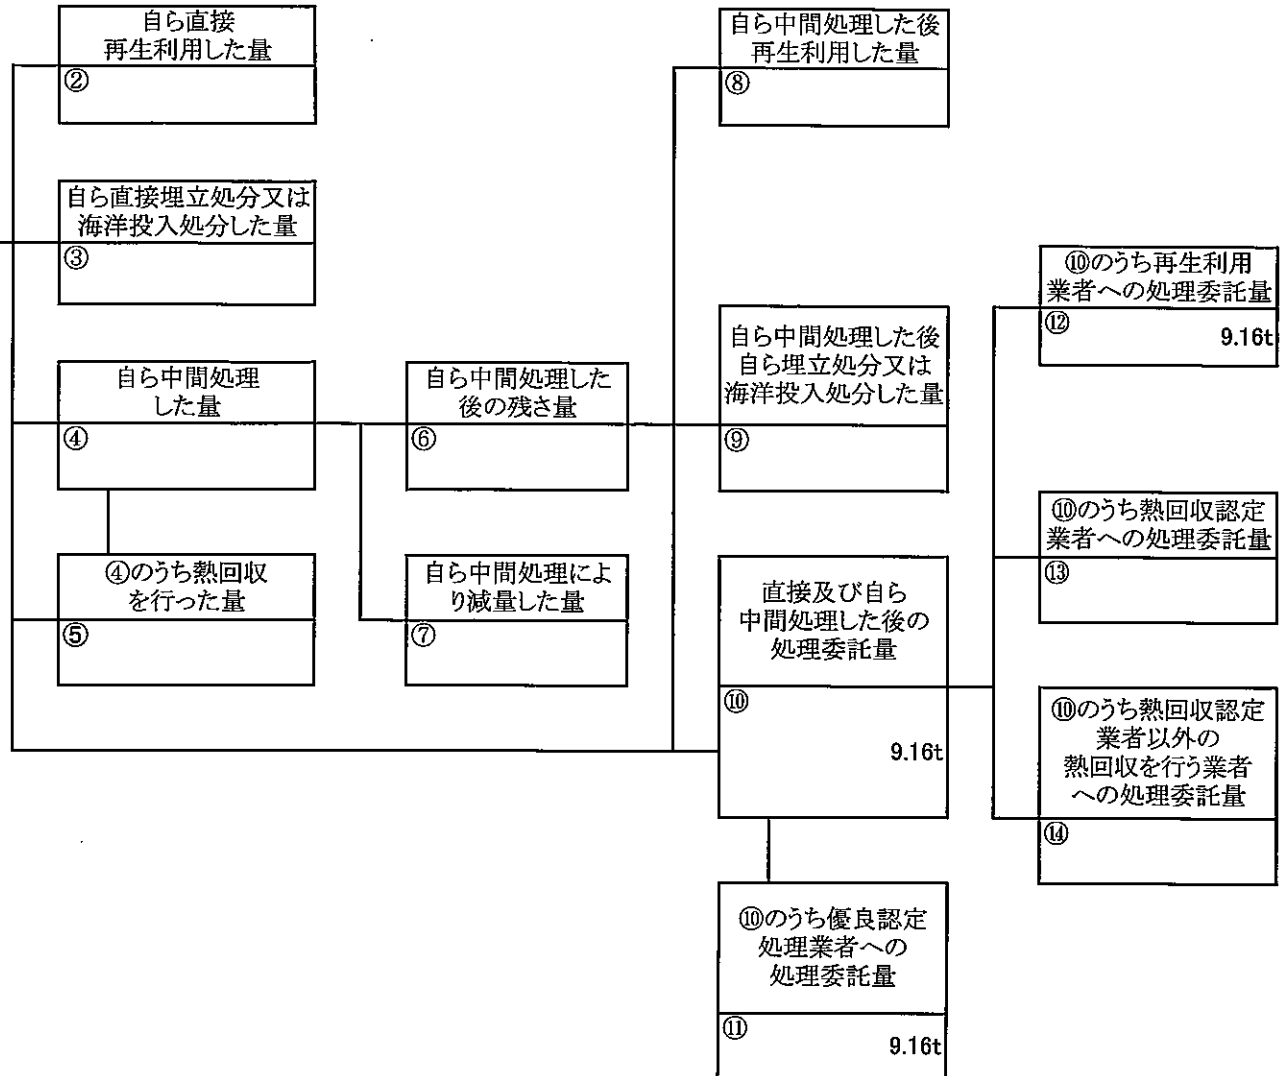 自ら直接
再生利用した量
②
自ら直接埋立処分又は
海洋投入処分した量
③
自ら中間処理
した量
④
④のうち熱回収
を行った量
⑤
自ら中間処理した
後の残さ量
⑥
自ら中間処理によ
り減量した量
⑦
自ら中間処理した後
再生利用した量
⑧
自ら中間処理した後
自ら埋立処分又は
海洋投入処分した量
⑨
直接及び自ら
中間処理した後の
処理委託量
⑩
9.16t
⑩のうち優良認定
処理業者への
処理委託量
⑪
9.16t
⑩のうち再生利用
業者への処理委託量
⑫
9.16t
⑩のうち熱回収認定
業者への処理委託量
⑬
⑩のうち熱回収認定
業者以外の
熱回収を行う業者
への処理委託量
⑭